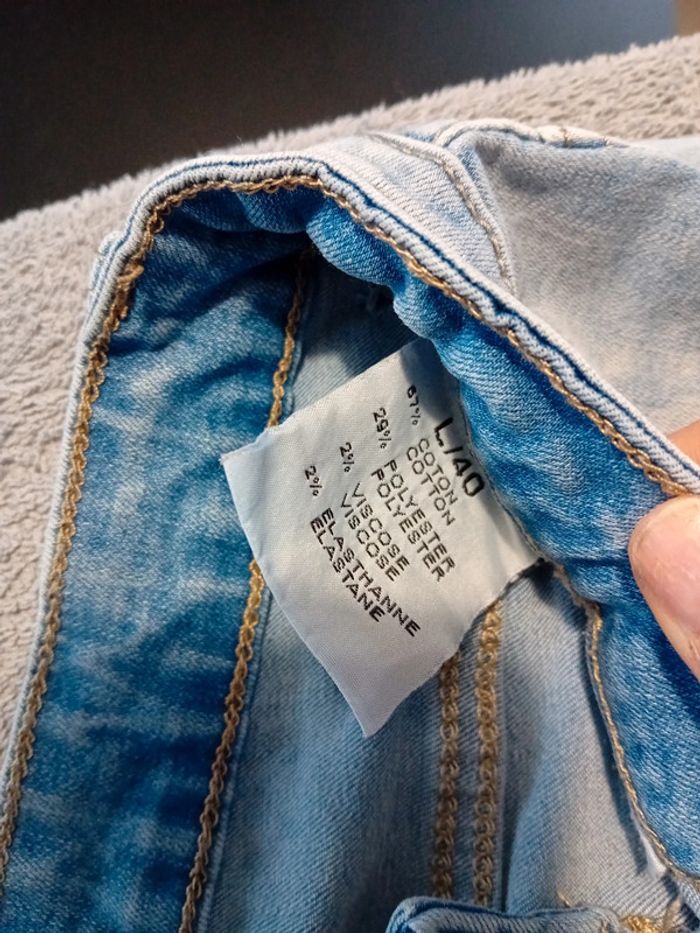 L/40
67% COTON
COTTON
29% POLYESTER
POLYESTER
2% VISCOSE
VISCOSE
2% ELASTHANNE
ELASTANE